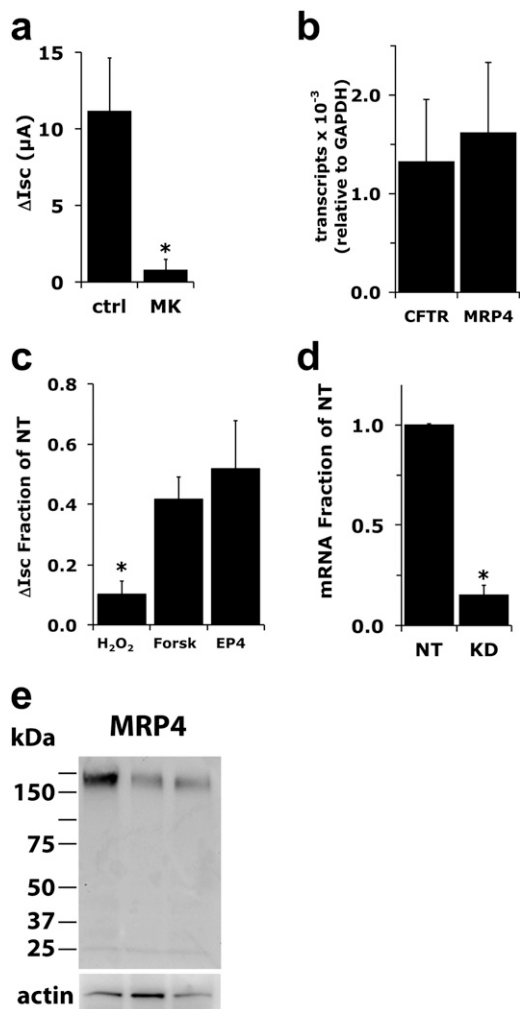 a
15
10
5
0
ΔIsc (µA)
*
ctrl MK
b
2.0
1.0
0
transcripts x 10⁻³
(relative to GAPDH)
CFTR MRP4
c
0.8
0.6
0.4
0.2
0.0
ΔIsc Fraction of NT
*
H₂O₂ Forsk EP4
d
1.0
0.5
0.0
mRNA Fraction of NT
*
NT KD
e
kDa
MRP4
150
75
50
37
25
actin